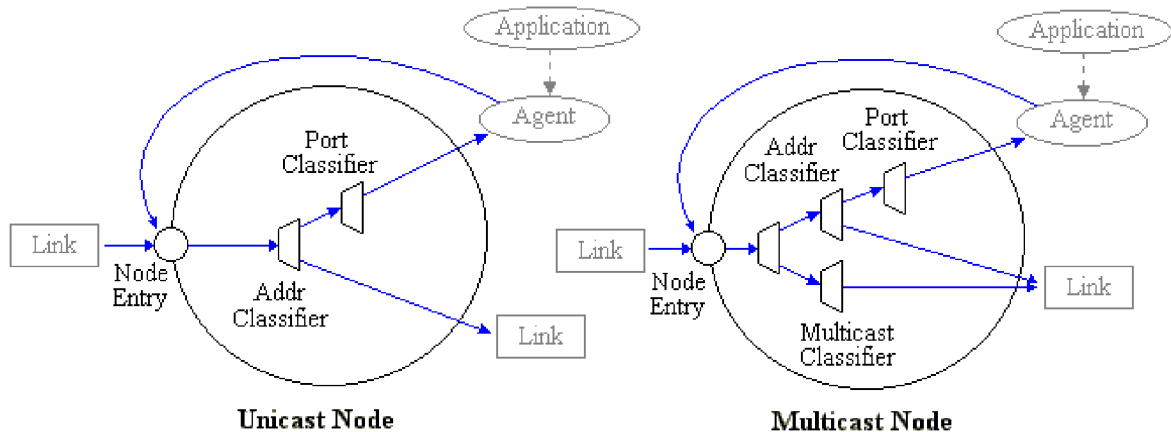 Application
Agent
Port
Classifier
Link
Node
Entry
Addr
Classifier
Link
Unicast Node
Application
Agent
Port
Classifier
Addr
Classifier
Link
Node
Entry
Link
Multicast
Classifier
Multicast Node